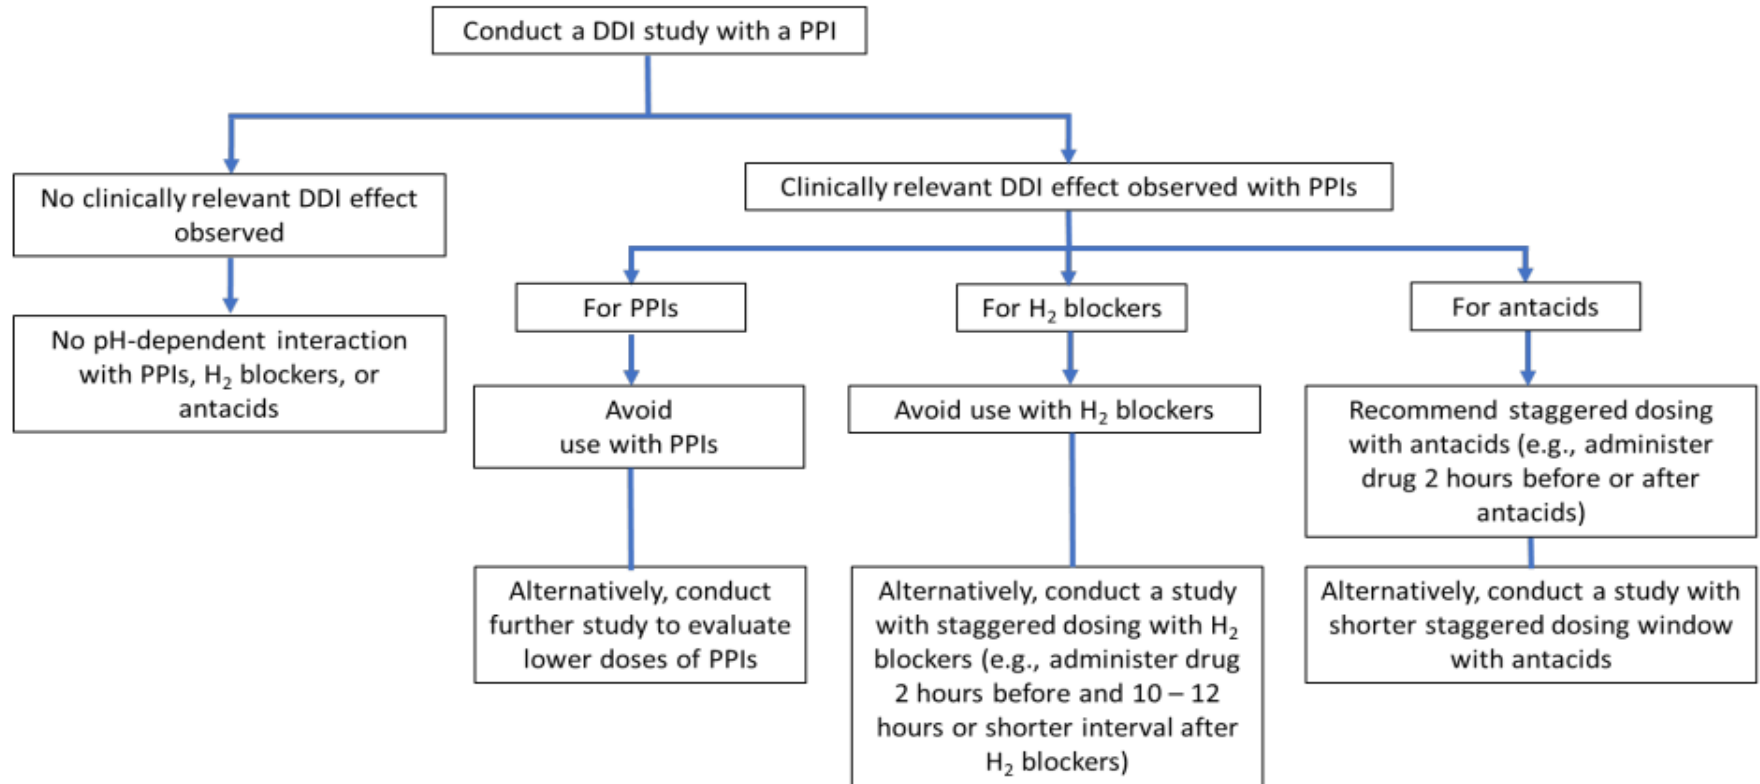 Conduct a DDI study with a PPI
No clinically relevant DDI effect
observed
No pH-dependent interaction
with PPIs, H₂ blockers, or
antacids
Clinically relevant DDI effect observed with PPIs
For PPIs
Avoid
use with PPIs
Alternatively, conduct
further study to evaluate
lower doses of PPIs
For H₂ blockers
Avoid use with H₂ blockers
Alternatively, conduct a study
with staggered dosing with H₂
blockers (e.g., administer drug
2 hours before and 10 – 12
hours or shorter interval after
H₂ blockers)
For antacids
Recommend staggered dosing
with antacids (e.g., administer
drug 2 hours before or after
antacids)
Alternatively, conduct a study with
shorter staggered dosing window
with antacids